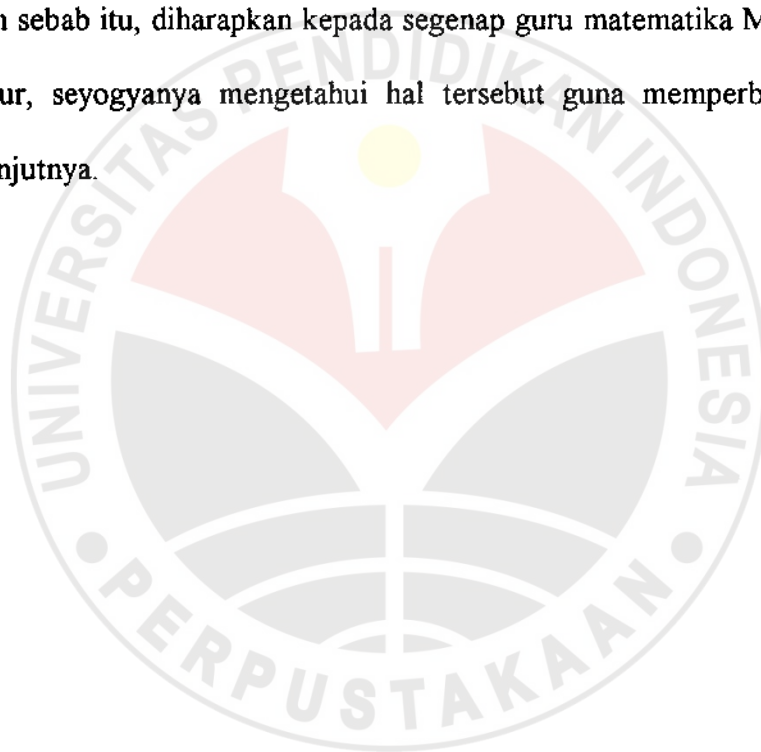 sebab itu, diharapkan kepada segenap guru matematika M
ur, seyogyanya mengetahui hal tersebut guna memperb
njutnya.
UNIVERSITAS PENDIDIKAN INDONESIA
PERPUSTAKAAN